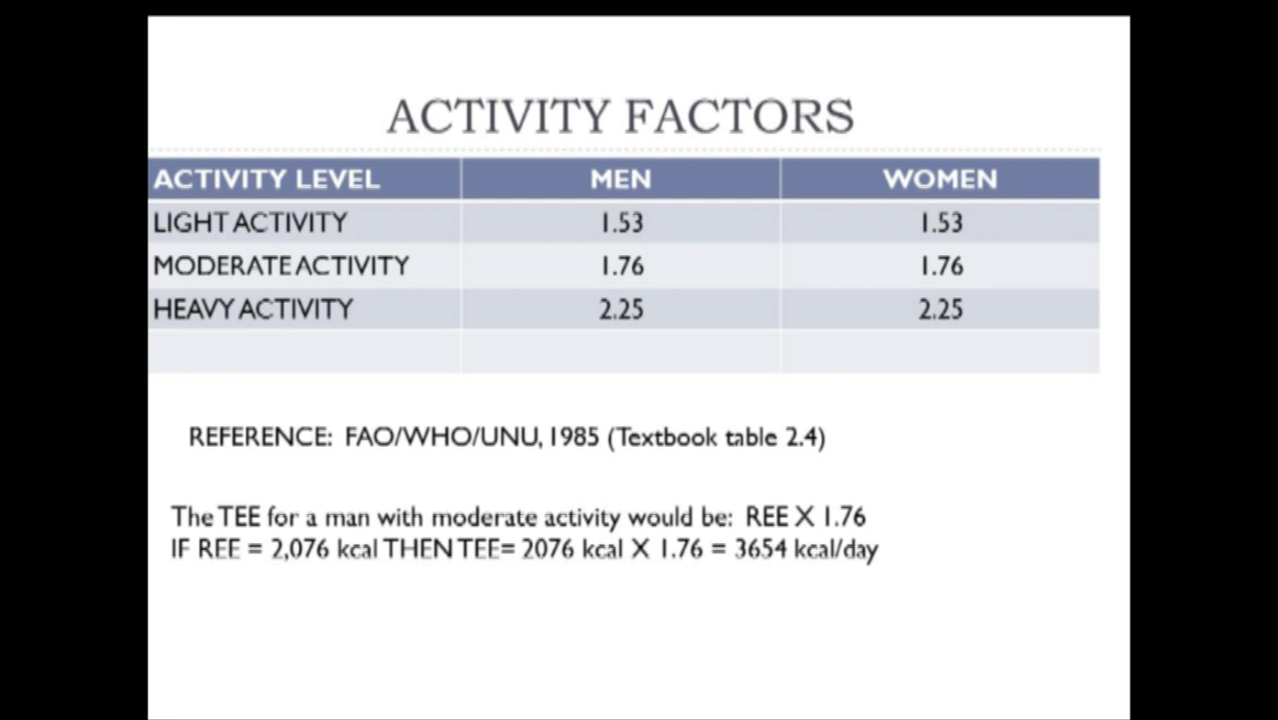 ACTIVITY FACTORS
ACTIVITY LEVEL MEN WOMEN
LIGHT ACTIVITY 1.53 1.53
MODERATE ACTIVITY 1.76 1.76
HEAVY ACTIVITY 2.25 2.25
REFERENCE: FAO/WHO/UNU, 1985 (Textbook table 2.4)
The TEE for a man with moderate activity would be: REE X 1.76
IF REE = 2,076 kcal THEN TEE= 2076 kcal X 1.76 = 3654 kcal/day